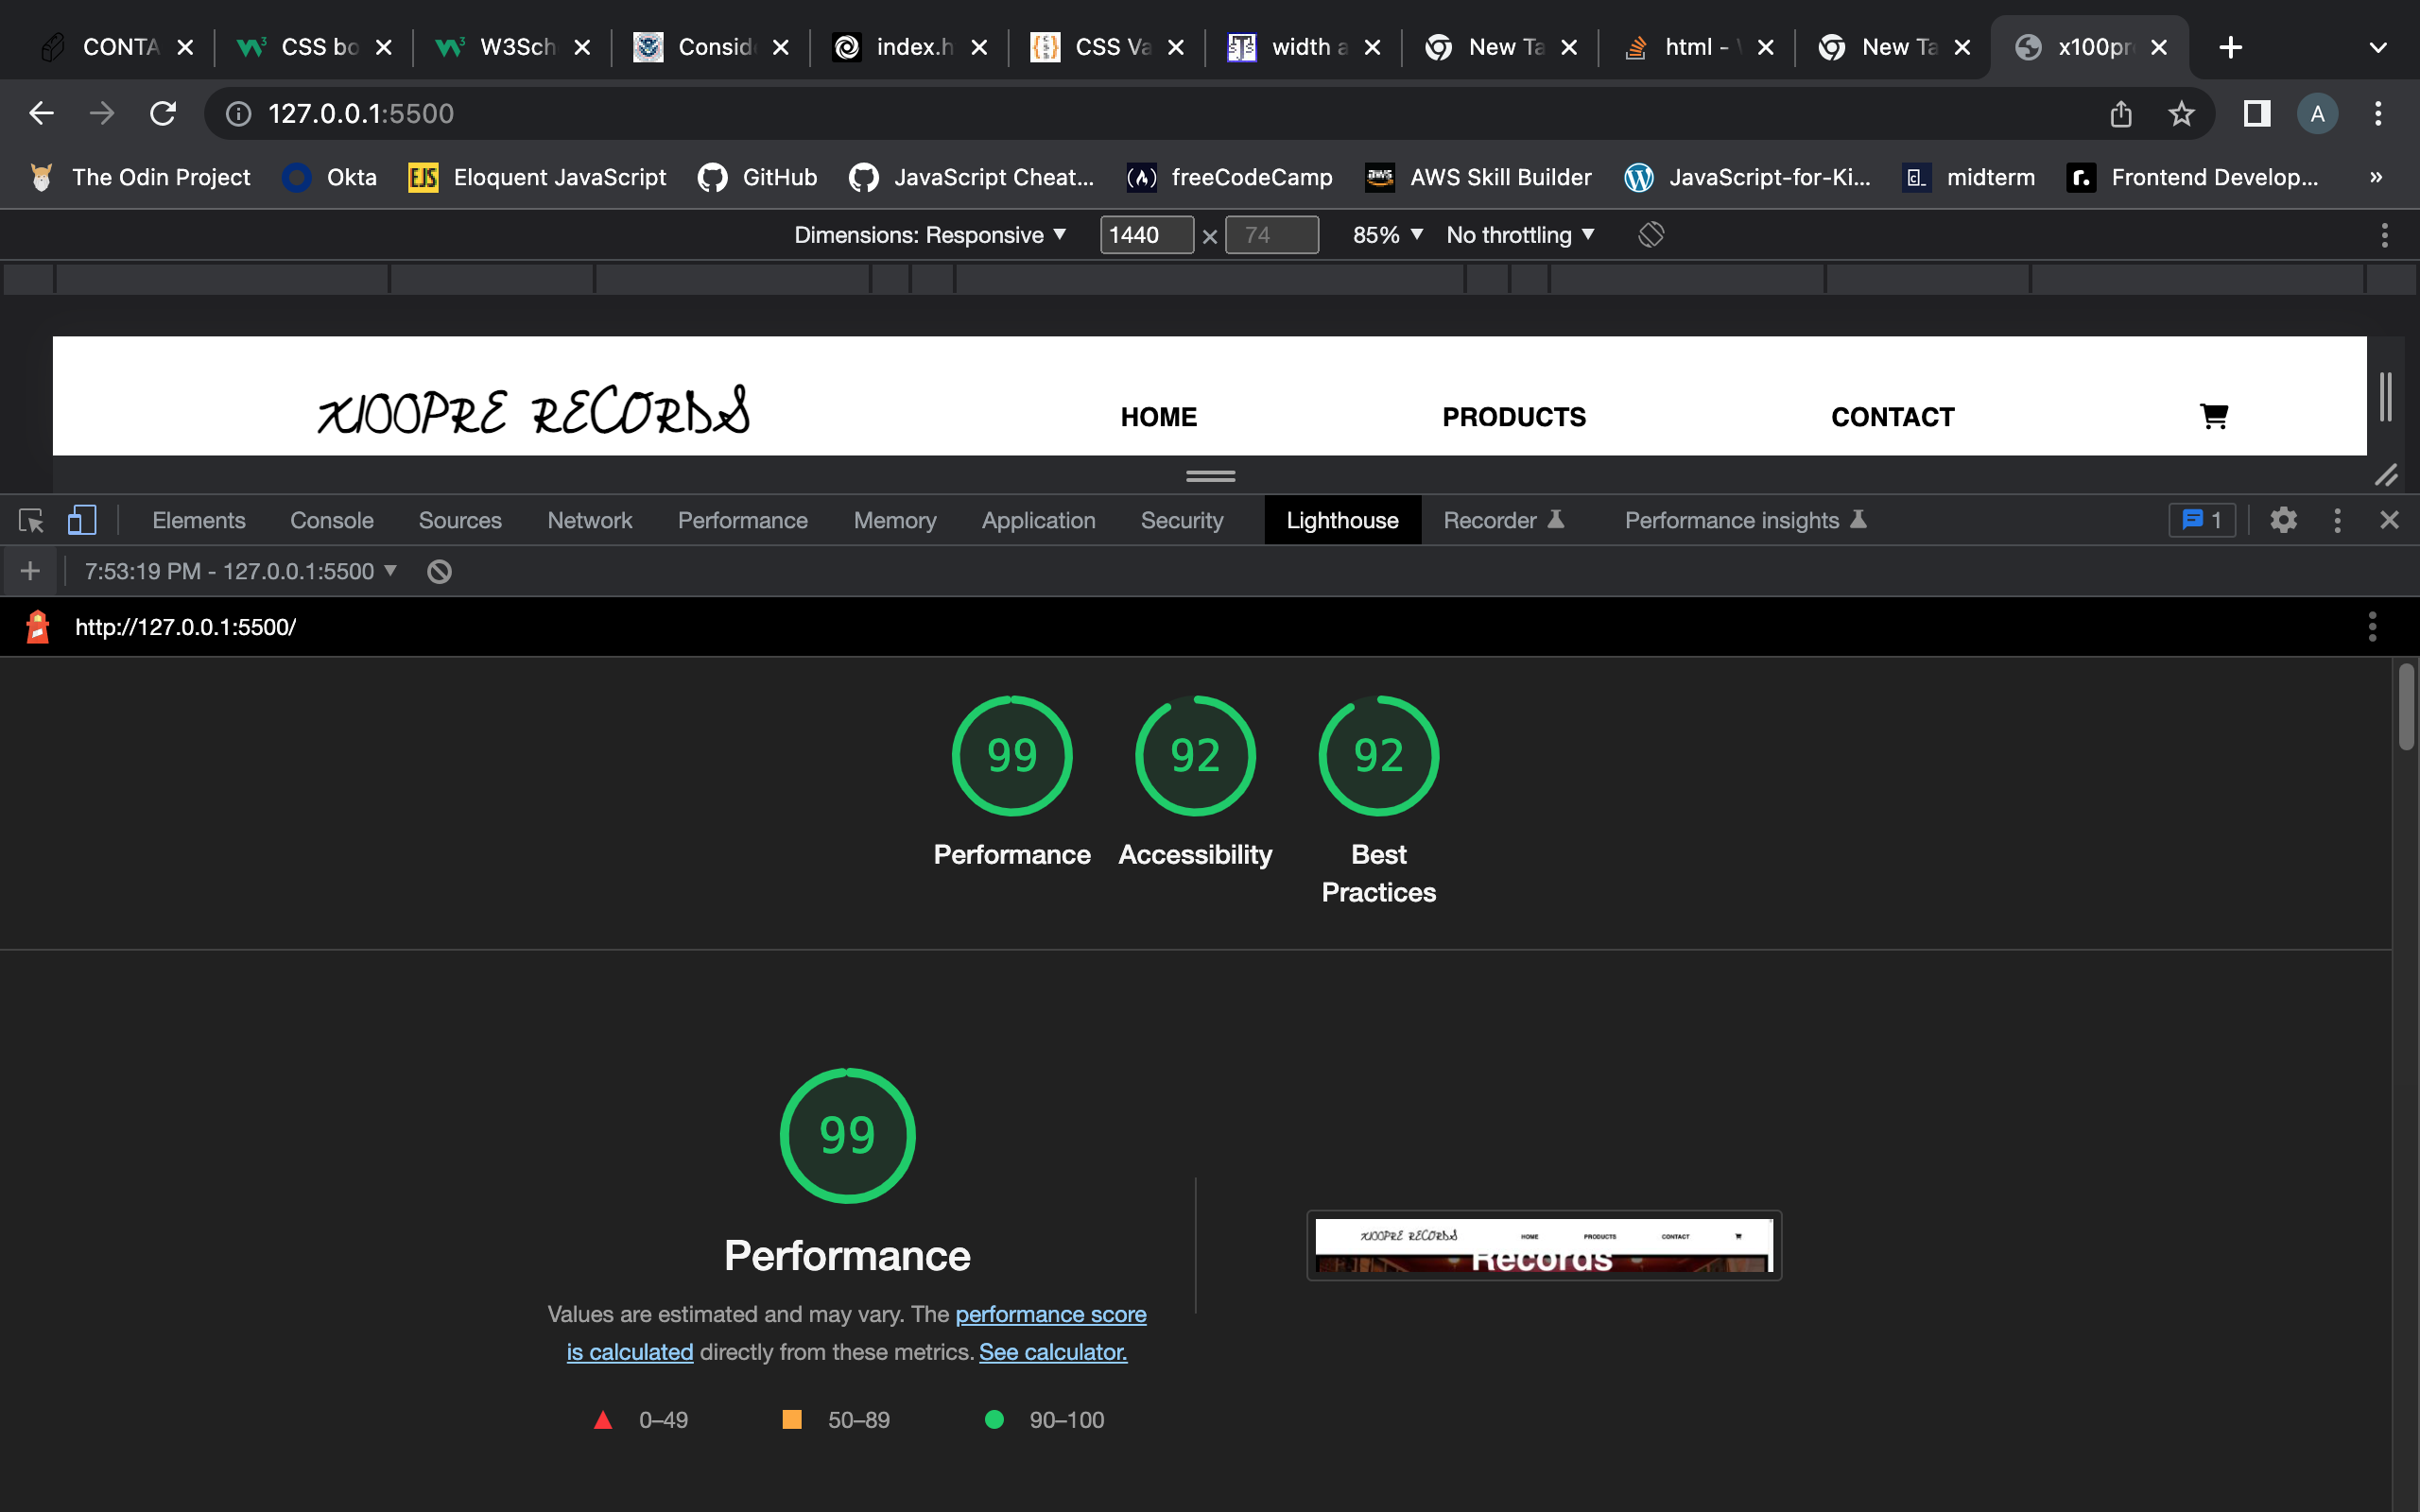 CONTA CSS bo W3Sch Consid index.h CSS Va width a New Ta html - New Ta x100pr
127.0.0.1:5500 A
The Odin Project Okta EJS Eloquent JavaScript GitHub JavaScript Cheat... freeCodeCamp aws AWS Skill Builder JavaScript-for-Ki... midterm Frontend Develop... »
Dimensions: Responsive 1440 × 74 85% No throttling
X100PRE RECORDS HOME PRODUCTS CONTACT
Elements Console Sources Network Performance Memory Application Security Lighthouse Recorder Performance insights 1
7:53:19 PM - 127.0.0.1:5500
http://127.0.0.1:5500/
99 92 92
Performance Accessibility Best
Practices
99
Performance
X100PRE RECORDS HOME PRODUCTS CONTACT
Records
Values are estimated and may vary. The performance score
is calculated directly from these metrics. See calculator.
0–49 50–89 90–100